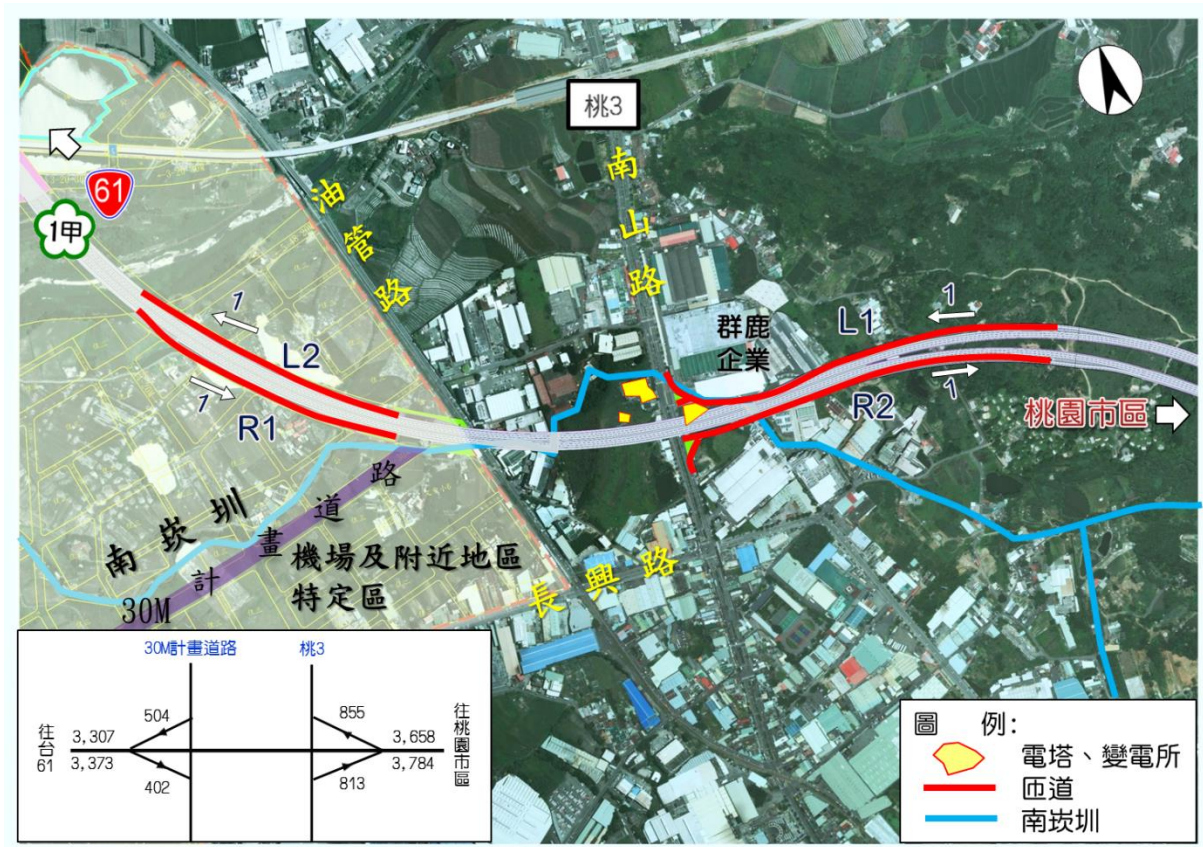 桃3
南山路
油管路
61
1甲
1
L2
1
R1
群鹿
企業
L1
1
R2
1
桃園市區
南崁圳
30M計畫道路
機場及附近地區
特定區
長興路
30M計畫道路
桃3
往台61
3,307
3,373
504
402
855
813
3,658
3,784
往桃園市區
圖 例:
電塔、變電所
匝道
南崁圳